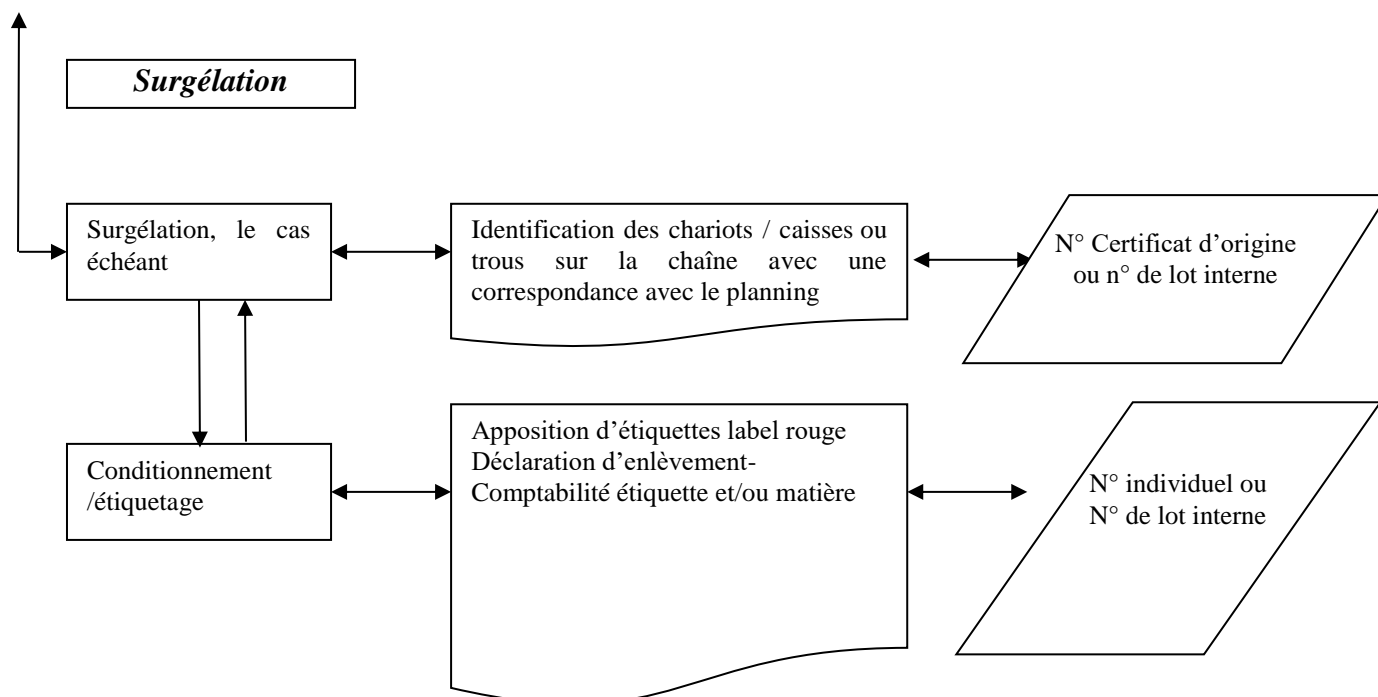 Surgélation
Surgélation, le cas
échéant
Identification des chariots / caisses ou
trous sur la chaîne avec une
correspondance avec le planning
N° Certificat d’origine
ou n° de lot interne
Conditionnement
/étiquetage
Apposition d’étiquettes label rouge
Déclaration d’enlèvement-
Comptabilité étiquette et/ou matière
N° individuel ou
N° de lot interne